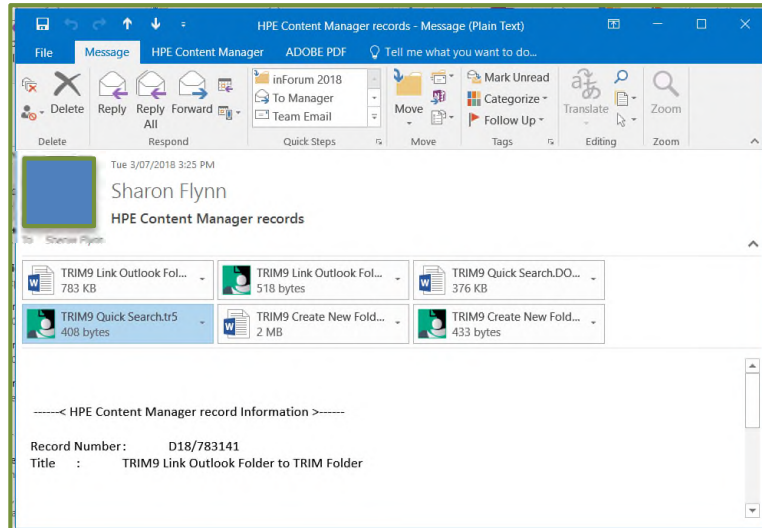 HPE Content Manager records - Message (Plain Text)
File Message HPE Content Manager ADOBE PDF Tell me what you want to do...
Delete
Reply
Reply All
Forward
inForum 2018
To Manager
Team Email
Move
Mark Unread
Categorize
Follow Up
Translate
Zoom
Delete Respond Quick Steps Move Tags Editing Zoom
Tue 3/07/2018 3:25 PM
Sharon Flynn
HPE Content Manager records
To Sharon Flynn
TRIM9 Link Outlook Fol... TRIM9 Link Outlook Fol... TRIM9 Quick Search.DO...
783 KB 518 bytes 376 KB
TRIM9 Quick Search.tr5 TRIM9 Create New Fold... TRIM9 Create New Fold...
408 bytes 2 MB 433 bytes
------< HPE Content Manager record Information >------
Record Number: D18/783141
Title : TRIM9 Link Outlook Folder to TRIM Folder